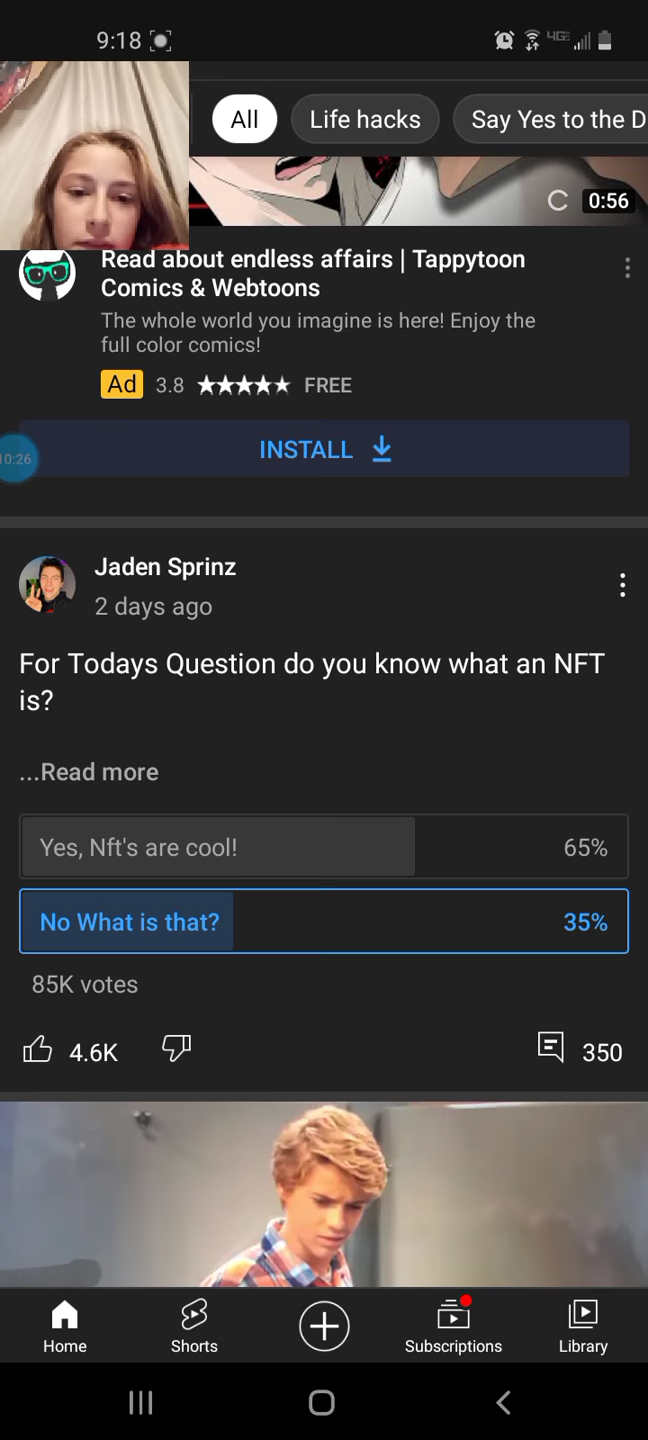 9:18
4GE
All
Life hacks
Say Yes to the D
0:56
Read about endless affairs | Tappytoon
Comics & Webtoons
The whole world you imagine is here! Enjoy the
full color comics!
Ad 3.8 ★★★★★ FREE
INSTALL
10:26
Jaden Sprinz
2 days ago
For Todays Question do you know what an NFT
is?
...Read more
Yes, Nft's are cool! 65%
No What is that? 35%
85K votes
4.6K
350
Home
Shorts
Subscriptions
Library